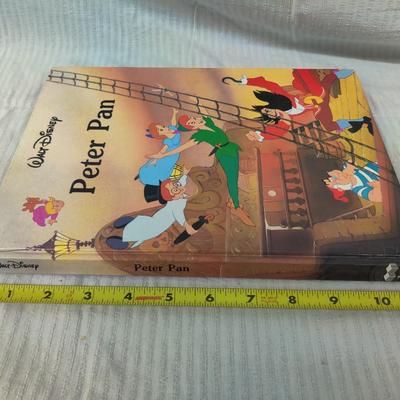 Walt Disney
Peter Pan
Walt Disney
Peter Pan
1 2 3 4 5 6 7 8 9 10